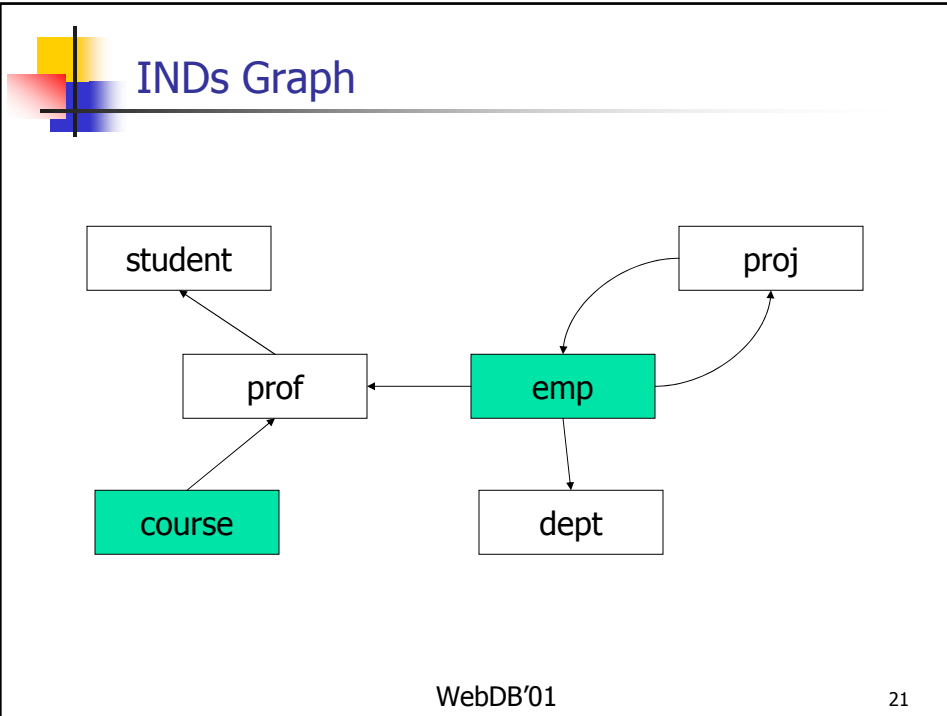 INDs Graph
student
proj
prof
emp
course
dept
WebDB’01
21